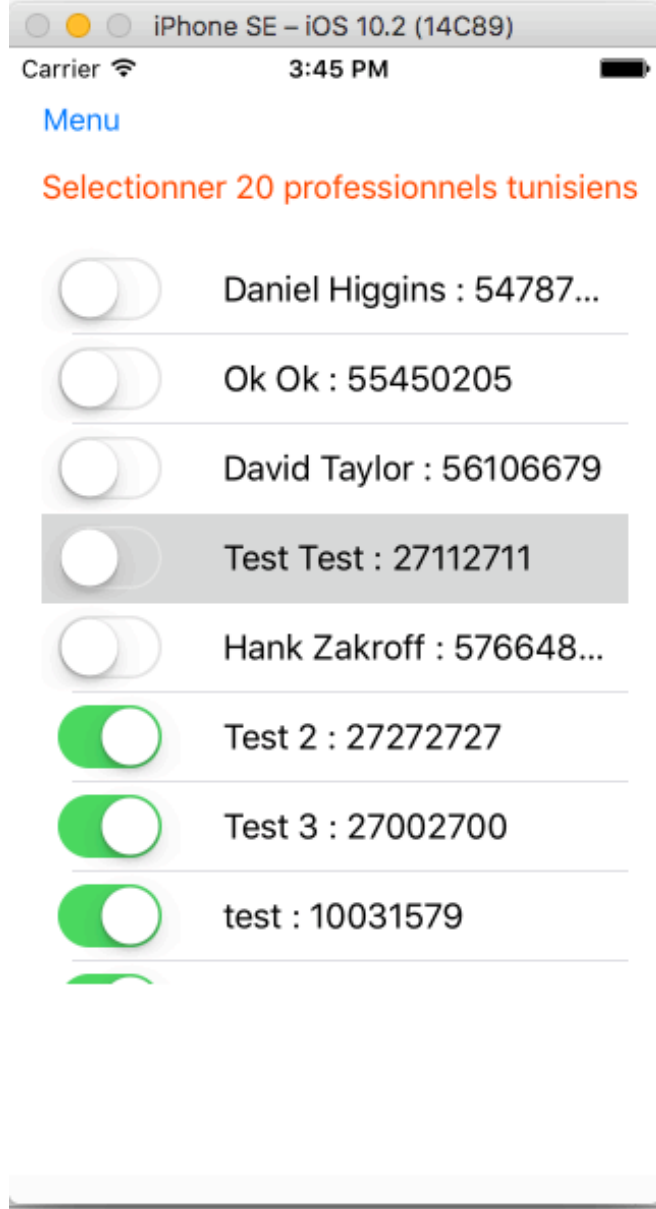 iPhone SE – iOS 10.2 (14C89)
Carrier 3:45 PM
Menu
Selectionner 20 professionnels tunisiens
Daniel Higgins : 54787...
Ok Ok : 55450205
David Taylor : 56106679
Test Test : 27112711
Hank Zakroff : 576648...
Test 2 : 27272727
Test 3 : 27002700
test : 10031579